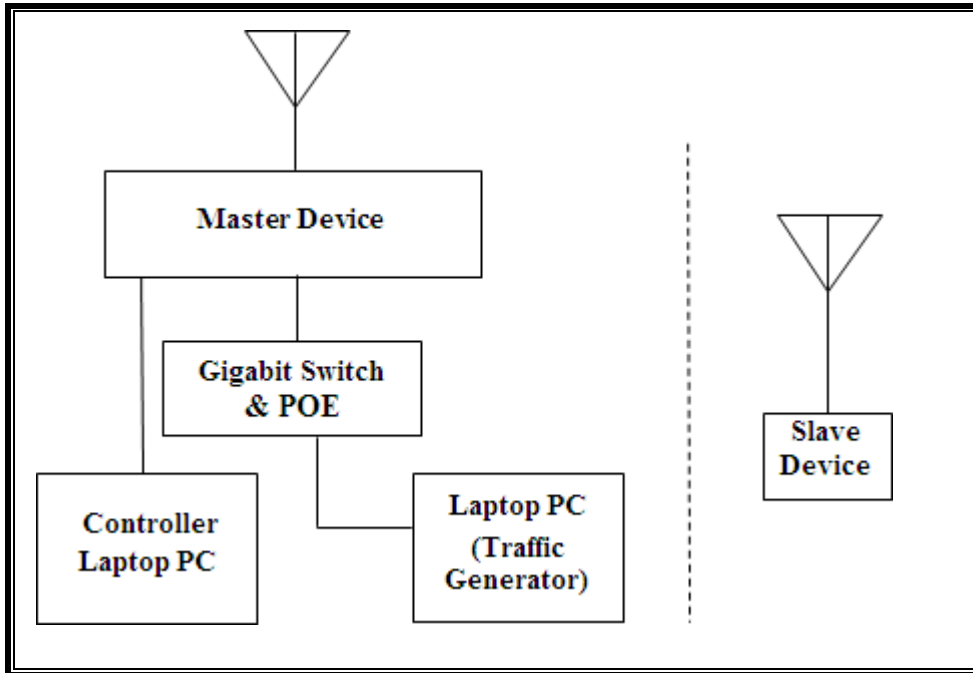 Master Device
Gigabit Switch
& POE
Controller
Laptop PC
Laptop PC
(Traffic
Generator)
Slave
Device